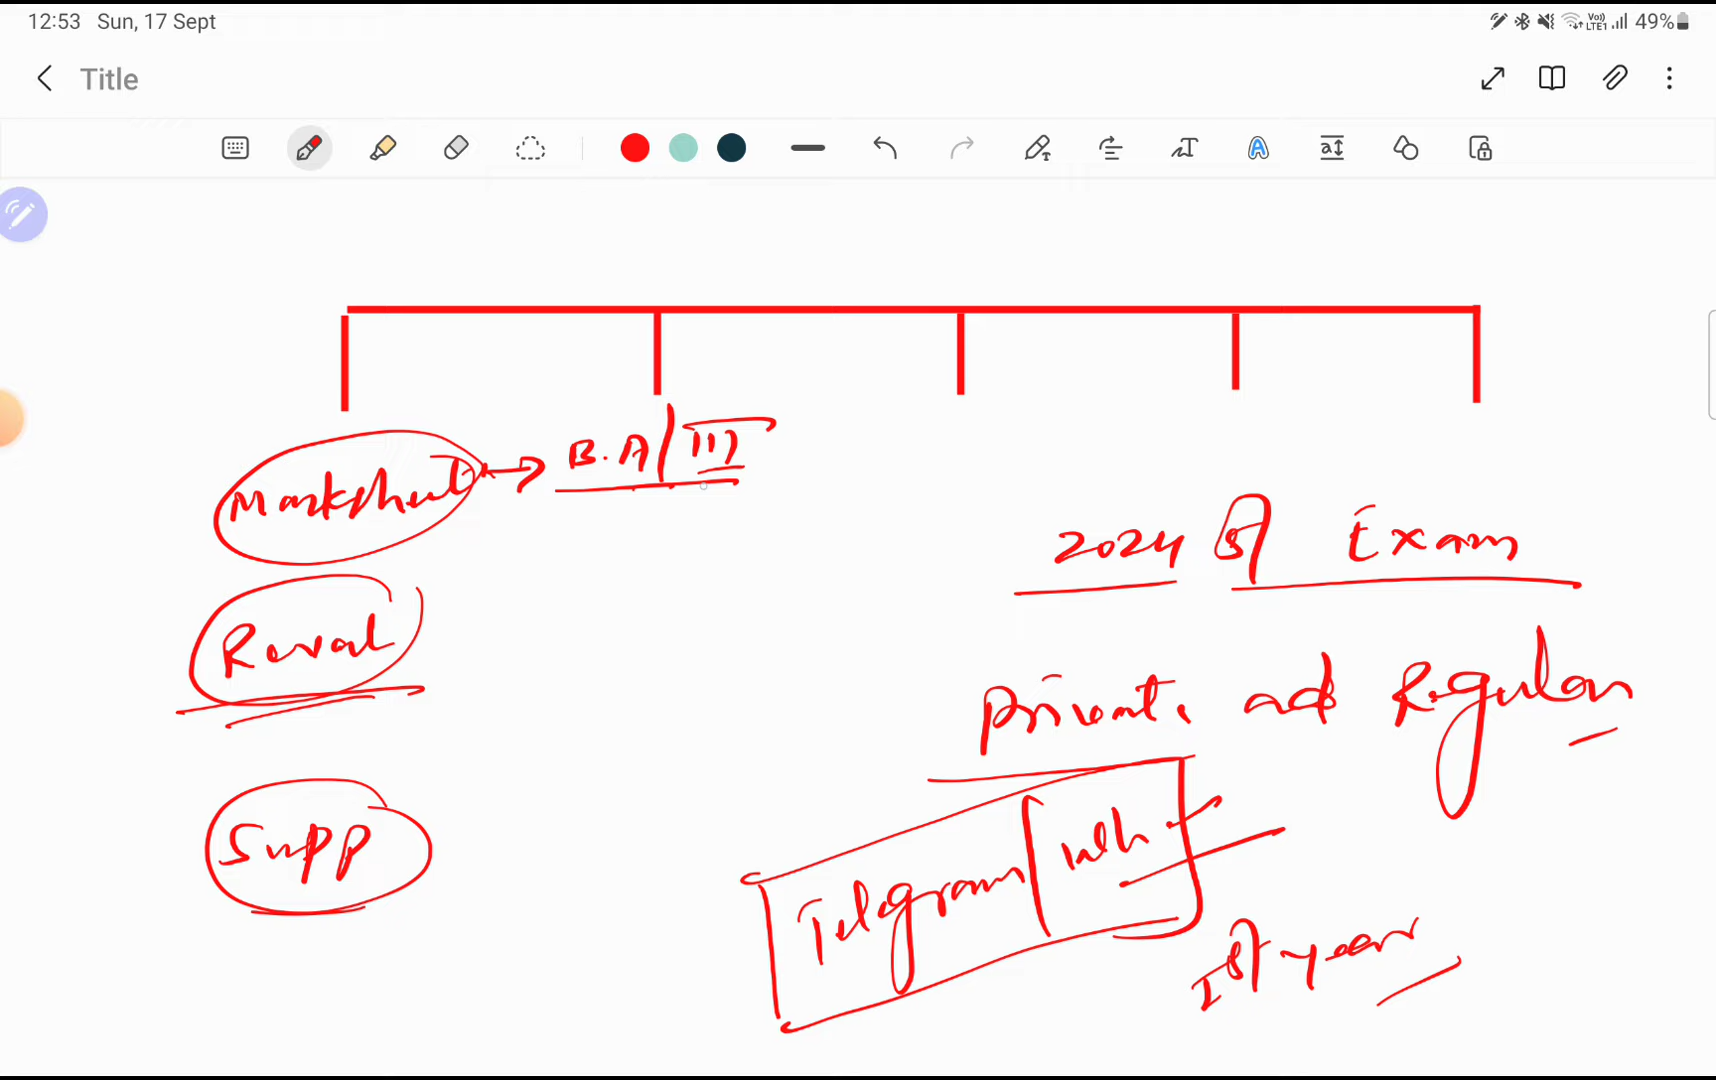 12:53 Sun, 17 Sept
49%
Title
Marksheet → B.A/III
Reval
Supp
2024 Exam
Private and Regular
Telegram
Ist year